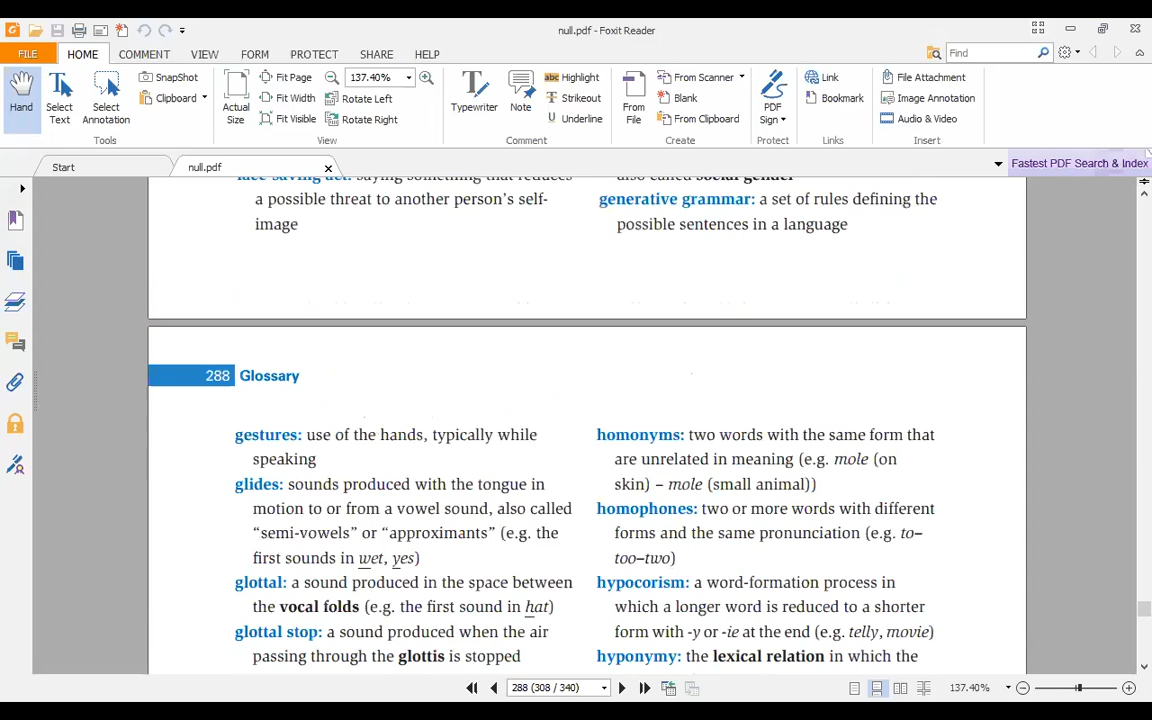 null.pdf - Foxit Reader
FILE HOME COMMENT VIEW FORM PROTECT SHARE HELP
Find
Hand
Select Text
Select Annotation
SnapShot
Clipboard
Tools
Actual Size
Fit Page
Fit Width
Fit Visible
137.40%
Rotate Left
Rotate Right
View
Typewriter
Note
Highlight
Strikeout
Underline
Comment
From File
From Scanner
Blank
From Clipboard
Create
PDF Sign
Protect
Link
Bookmark
Links
File Attachment
Image Annotation
Audio & Video
Insert
Start
null.pdf
Fastest PDF Search & Index
face-saving act: saying something that reduces
a possible threat to another person's self-
image
also called social gender
generative grammar: a set of rules defining the
possible sentences in a language
288 Glossary
gestures: use of the hands, typically while
speaking
glides: sounds produced with the tongue in
motion to or from a vowel sound, also called
“semi-vowels” or “approximants” (e.g. the
first sounds in wet, yes)
glottal: a sound produced in the space between
the vocal folds (e.g. the first sound in hat)
glottal stop: a sound produced when the air
passing through the glottis is stopped
homonyms: two words with the same form that
are unrelated in meaning (e.g. mole (on
skin) – mole (small animal))
homophones: two or more words with different
forms and the same pronunciation (e.g. to–
too–two)
hypocorism: a word-formation process in
which a longer word is reduced to a shorter
form with -y or -ie at the end (e.g. telly, movie)
hyponymy: the lexical relation in which the
288 (308 / 340)
137.40%